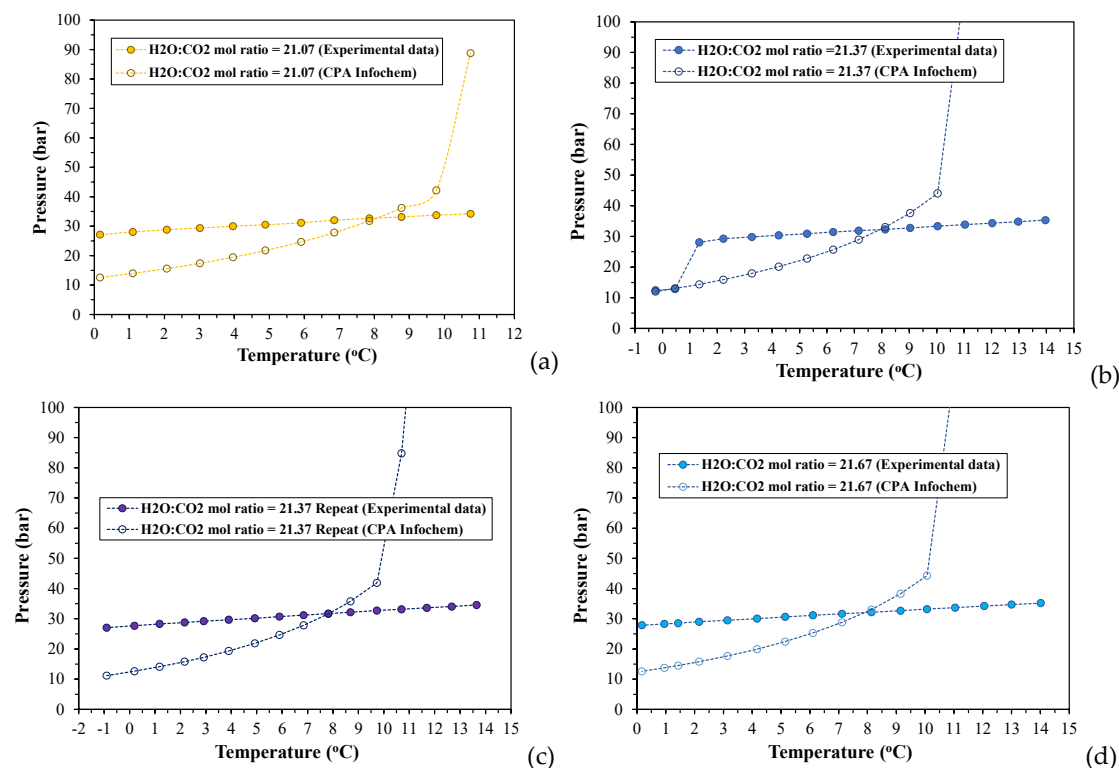 100
90
80
70
60
50
40
30
20
10
0
Pressure (bar)
H2O:CO2 mol ratio = 21.07 (Experimental data)
H2O:CO2 mol ratio = 21.07 (CPA Infochem)
0 1 2 3 4 5 6 7 8 9 10 11 12
Temperature (ºC)
(a)
100
90
80
70
60
50
40
30
20
10
0
Pressure (bar)
H2O:CO2 mol ratio =21.37 (Experimental data)
H2O:CO2 mol ratio = 21.37 (CPA Infochem)
-1 0 1 2 3 4 5 6 7 8 9 10 11 12 13 14 15
Temperature (ºC)
(b)
100
90
80
70
60
50
40
30
20
10
0
Pressure (bar)
H2O:CO2 mol ratio = 21.37 Repeat (Experimental data)
H2O:CO2 mol ratio = 21.37 Repeat (CPA Infochem)
-2 -1 0 1 2 3 4 5 6 7 8 9 10 11 12 13 14 15
Temperature (ºC)
(c)
100
90
80
70
60
50
40
30
20
10
0
Pressure (bar)
H2O:CO2 mol ratio = 21.67 (Experimental data)
H2O:CO2 mol ratio = 21.67 (CPA Infochem)
0 1 2 3 4 5 6 7 8 9 10 11 12 13 14 15
Temperature (ºC)
(d)